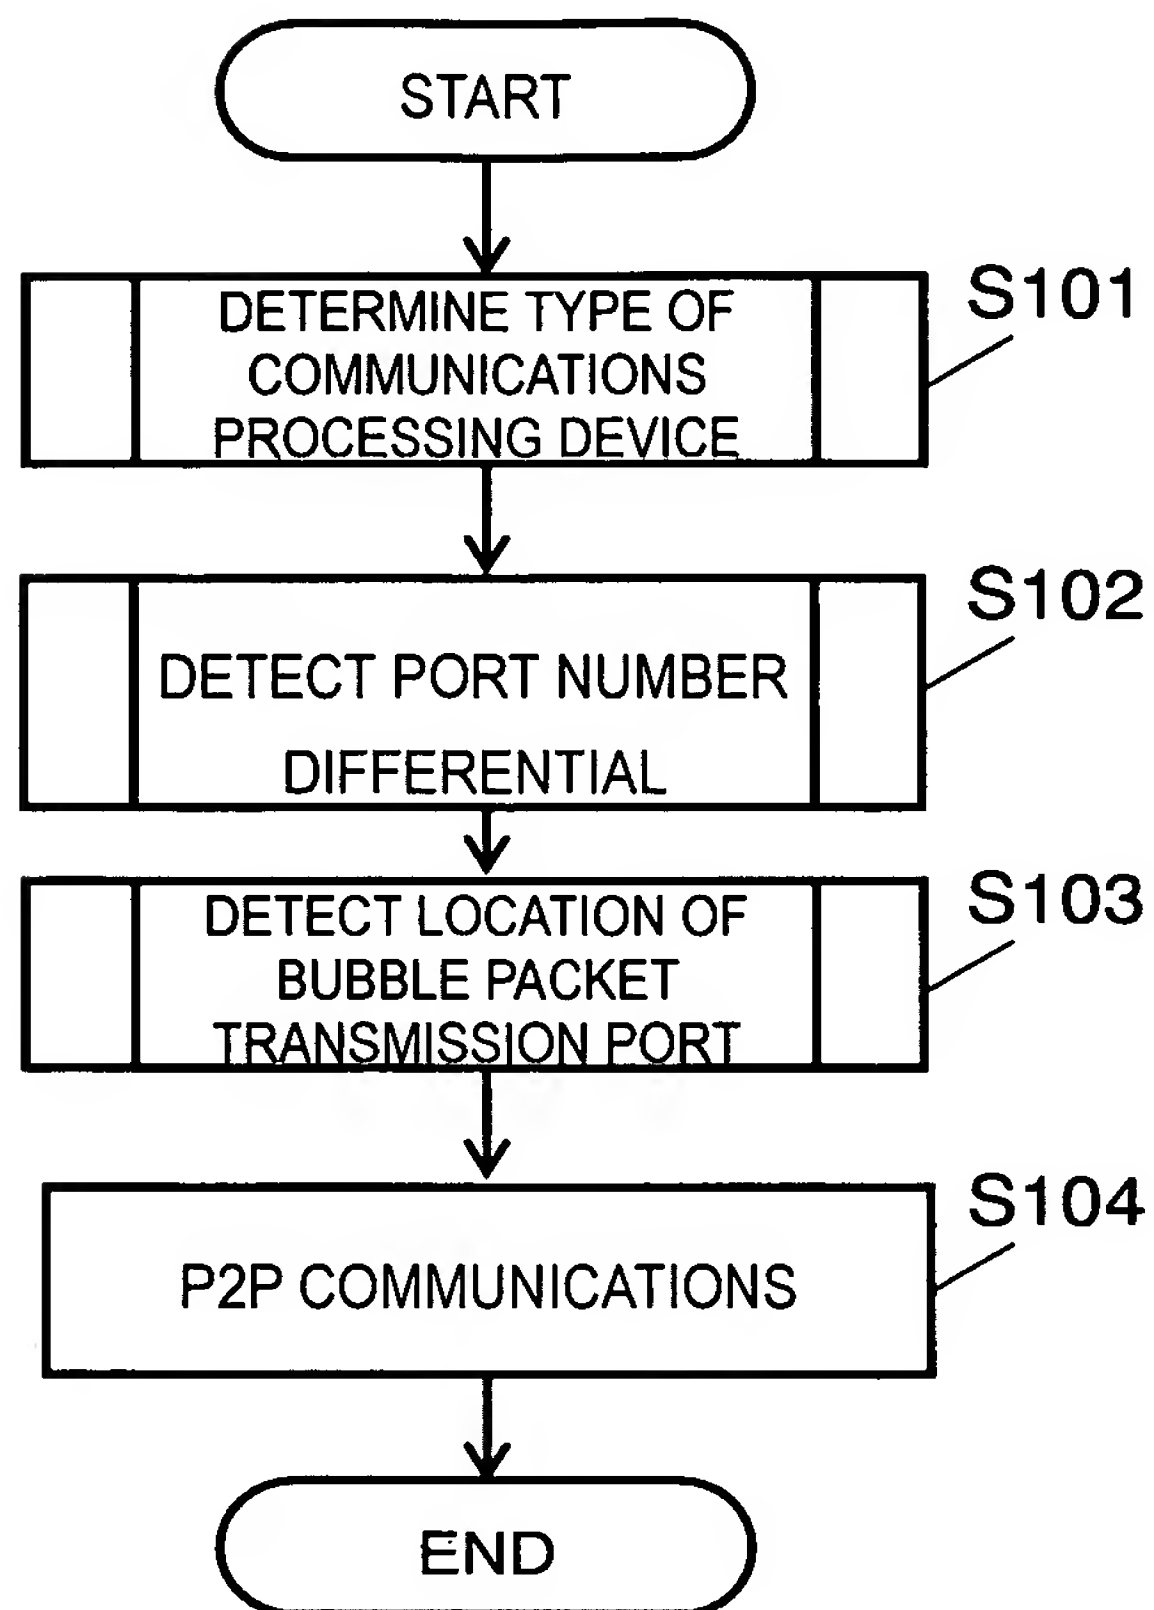 START
DETERMINE TYPE OF
COMMUNICATIONS
PROCESSING DEVICE
S101
DETECT PORT NUMBER
DIFFERENTIAL
S102
DETECT LOCATION OF
BUBBLE PACKET
TRANSMISSION PORT
S103
P2P COMMUNICATIONS
S104
END